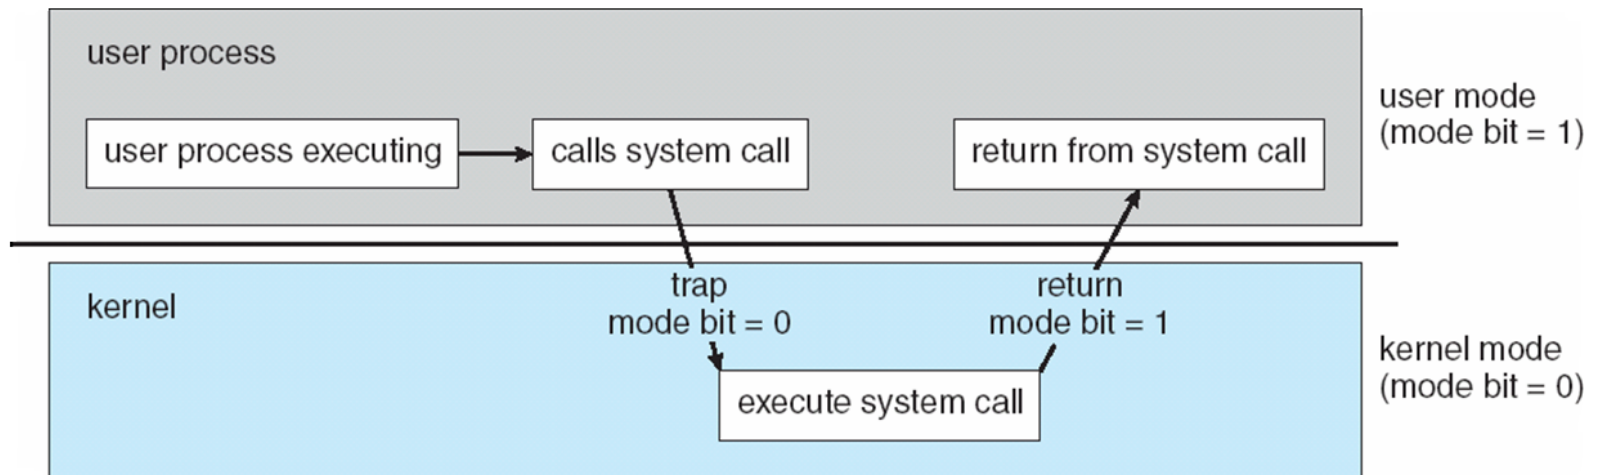 user process
user process executing
calls system call
return from system call
user mode
(mode bit = 1)
kernel
trap
mode bit = 0
return
mode bit = 1
execute system call
kernel mode
(mode bit = 0)